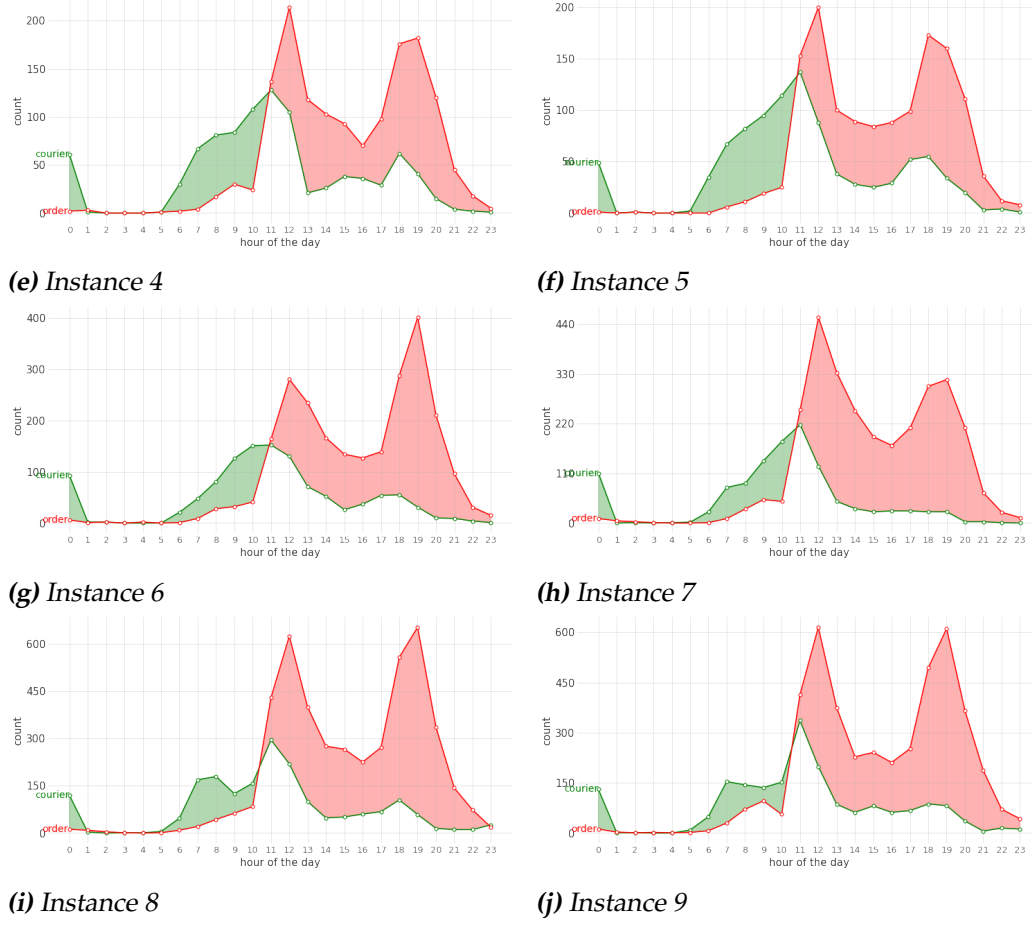 200
150
100
50
0
count
courier
order
0 1 2 3 4 5 6 7 8 9 10 11 12 13 14 15 16 17 18 19 20 21 22 23
hour of the day
(e) Instance 4
200
150
100
50
0
count
courier
order
0 1 2 3 4 5 6 7 8 9 10 11 12 13 14 15 16 17 18 19 20 21 22 23
hour of the day
(f) Instance 5
400
300
200
100
0
count
courier
order
0 1 2 3 4 5 6 7 8 9 10 11 12 13 14 15 16 17 18 19 20 21 22 23
hour of the day
(g) Instance 6
440
330
220
110
0
count
courier
order
0 1 2 3 4 5 6 7 8 9 10 11 12 13 14 15 16 17 18 19 20 21 22 23
hour of the day
(h) Instance 7
600
450
300
150
0
count
courier
order
0 1 2 3 4 5 6 7 8 9 10 11 12 13 14 15 16 17 18 19 20 21 22 23
hour of the day
(i) Instance 8
600
450
300
150
0
count
courier
order
0 1 2 3 4 5 6 7 8 9 10 11 12 13 14 15 16 17 18 19 20 21 22 23
hour of the day
(j) Instance 9